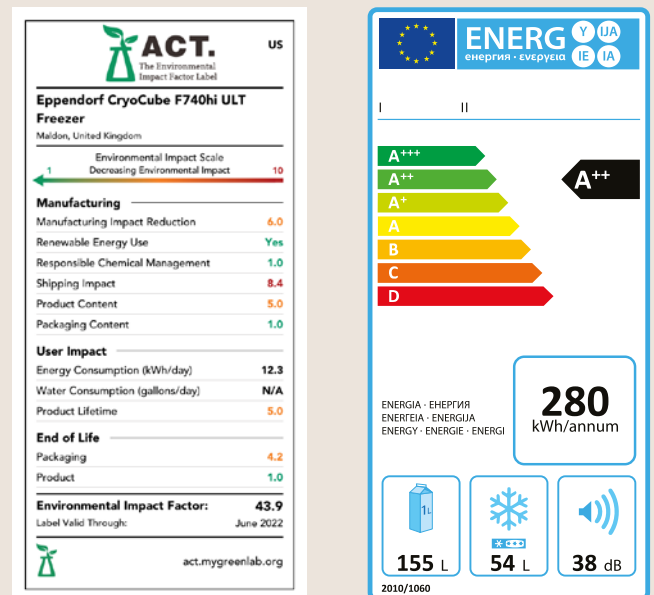 ACT.
US
The Environmental
Impact Factor Label
Eppendorf CryoCube F740hi ULT
Freezer
Maldon, United Kingdom
Environmental Impact Scale
1 Decreasing Environmental Impact 10
Manufacturing
Manufacturing Impact Reduction 6.0
Renewable Energy Use Yes
Responsible Chemical Management 1.0
Shipping Impact 8.4
Product Content 5.0
Packaging Content 1.0
User Impact
Energy Consumption (kWh/day) 12.3
Water Consumption (gallons/day) N/A
Product Lifetime 5.0
End of Life
Packaging 4.2
Product 1.0
Environmental Impact Factor: 43.9
Label Valid Through: June 2022
act.mygreenlab.org
ENERG
Y IJA
IE IA
енергия · ενεργεια
I II
A+++
A++
A++
A+
A
B
C
D
ENERGIA · ЕНЕРГИЯ
ΕΝΕΡΓΕΙΑ · ENERGIJA
ENERGY · ENERGIE · ENERGI
280
kWh/annum
1L
155 L
54 L
38 dB
2010/1060